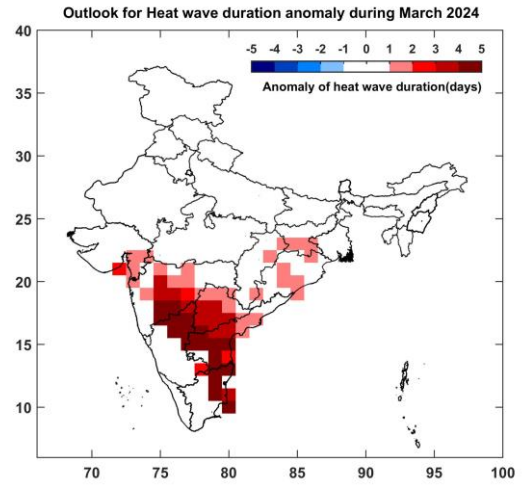 Outlook for Heat wave duration anomaly during March 2024
40
-5 -4 -3 -2 -1 0 1 2 3 4 5
Anomaly of heat wave duration(days)
35
30
25
20
15
10
70 75 80 85 90 95 100